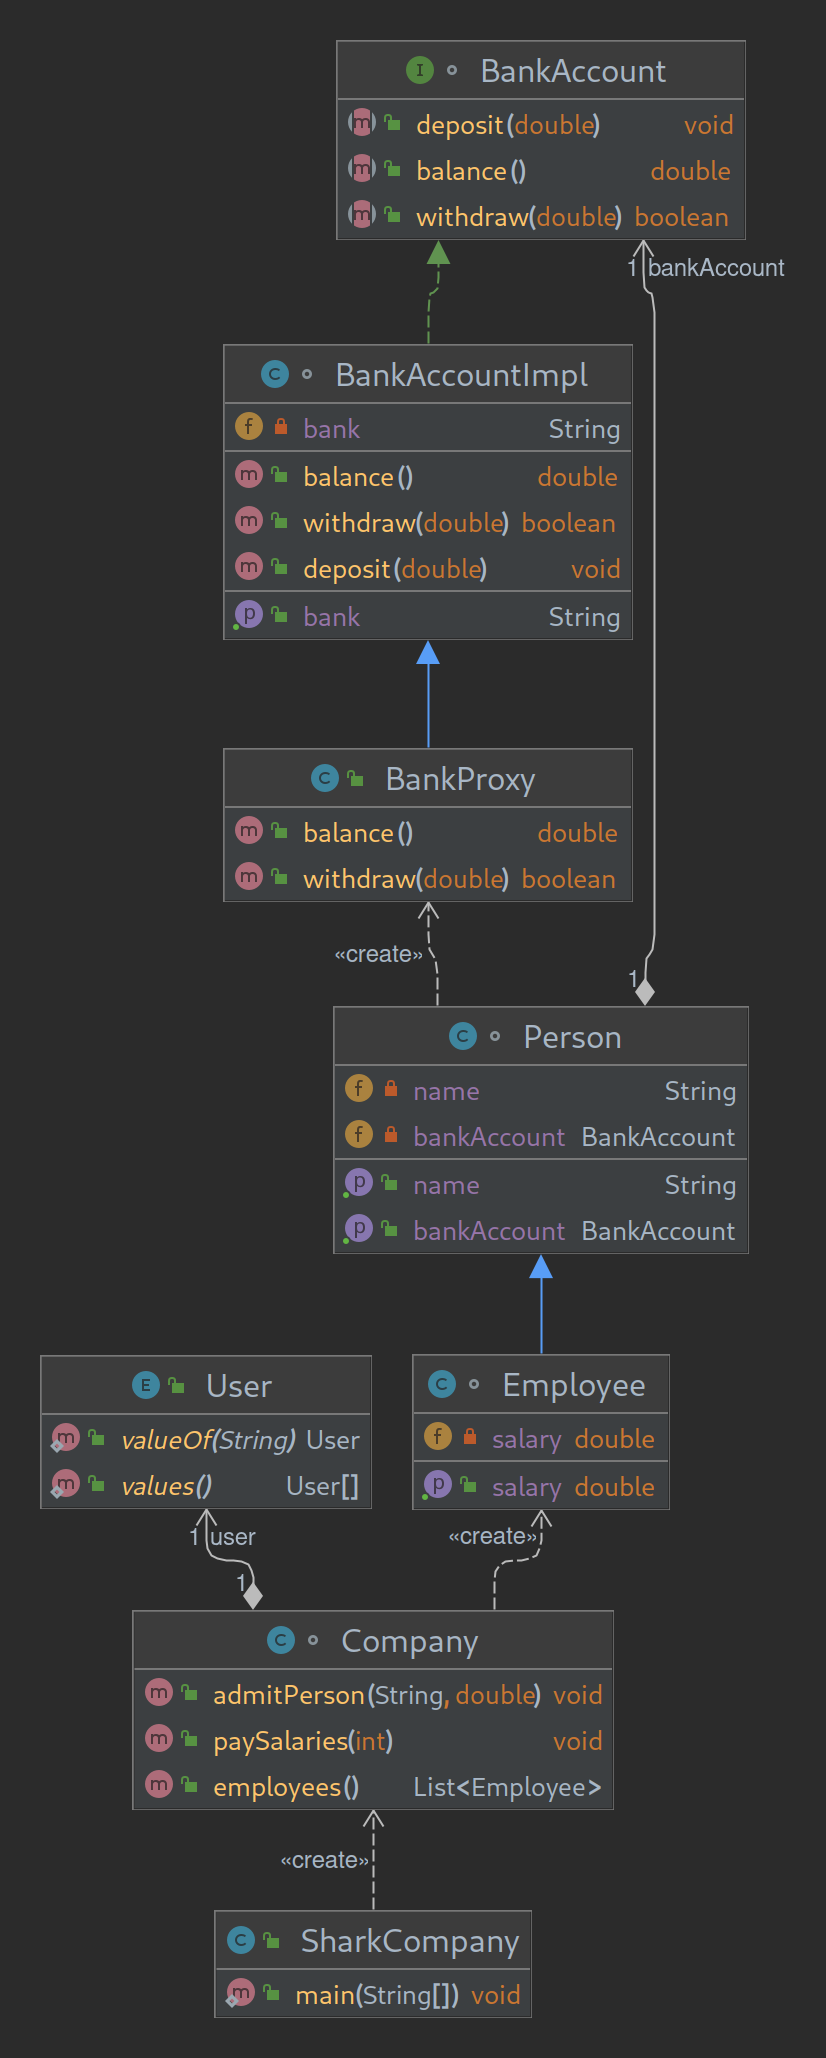 I BankAccount
m deposit(double) void
m balance() double
m withdraw(double) boolean
1 bankAccount
C BankAccountImpl
f bank String
m balance() double
m withdraw(double) boolean
m deposit(double) void
p bank String
C BankProxy
m balance() double
m withdraw(double) boolean
«create»
1
C Person
f name String
f bankAccount BankAccount
p name String
p bankAccount BankAccount
E User
m valueOf(String) User
m values() User[]
C Employee
f salary double
p salary double
1 user
«create»
1
C Company
m admitPerson(String, double) void
m paySalaries(int) void
m employees() List<Employee>
«create»
C SharkCompany
m main(String[]) void